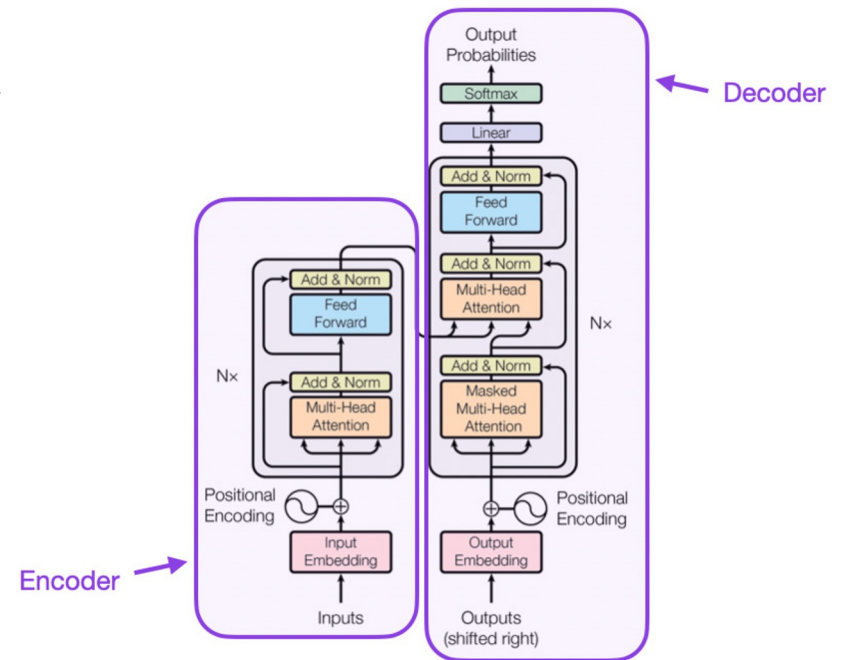 Output
Probabilities
Softmax
Linear
Add & Norm
Feed
Forward
Add & Norm
Multi-Head
Attention
Add & Norm
Masked
Multi-Head
Attention
Nx
Positional
Encoding
Output
Embedding
Outputs
(shifted right)
Decoder
Add & Norm
Feed
Forward
Add & Norm
Multi-Head
Attention
Nx
Positional
Encoding
Input
Embedding
Inputs
Encoder